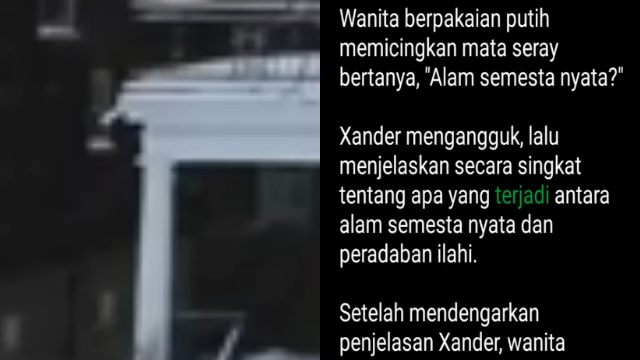 Wanita berpakaian putih
memicingkan mata seray
bertanya, "Alam semesta nyata?"
Xander mengangguk, lalu
menjelaskan secara singkat
tentang apa yang terjadi antara
alam semesta nyata dan
peradaban ilahi.
Setelah mendengarkan
penjelasan Xander, wanita